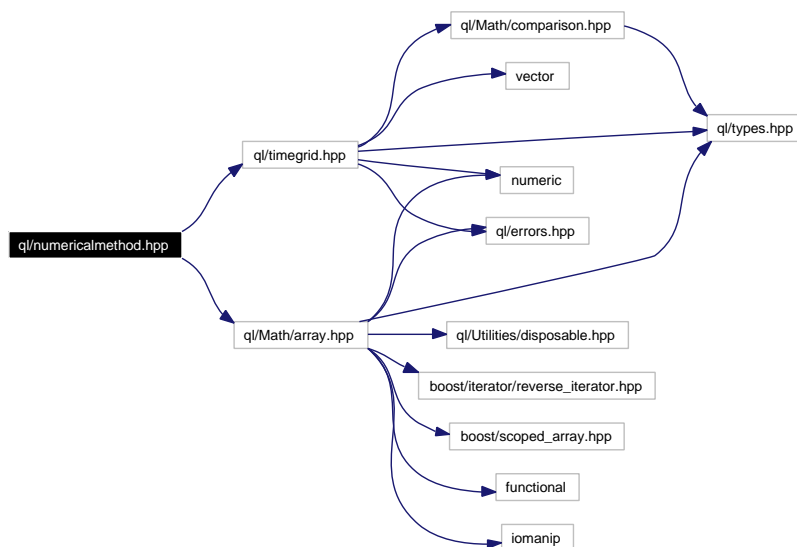 ql/Math/comparison.hpp
vector
ql/types.hpp
ql/timegrid.hpp
numeric
ql/errors.hpp
ql/numericalmethod.hpp
ql/Math/array.hpp
ql/Utilities/disposable.hpp
boost/iterator/reverse_iterator.hpp
boost/scoped_array.hpp
functional
iomanip